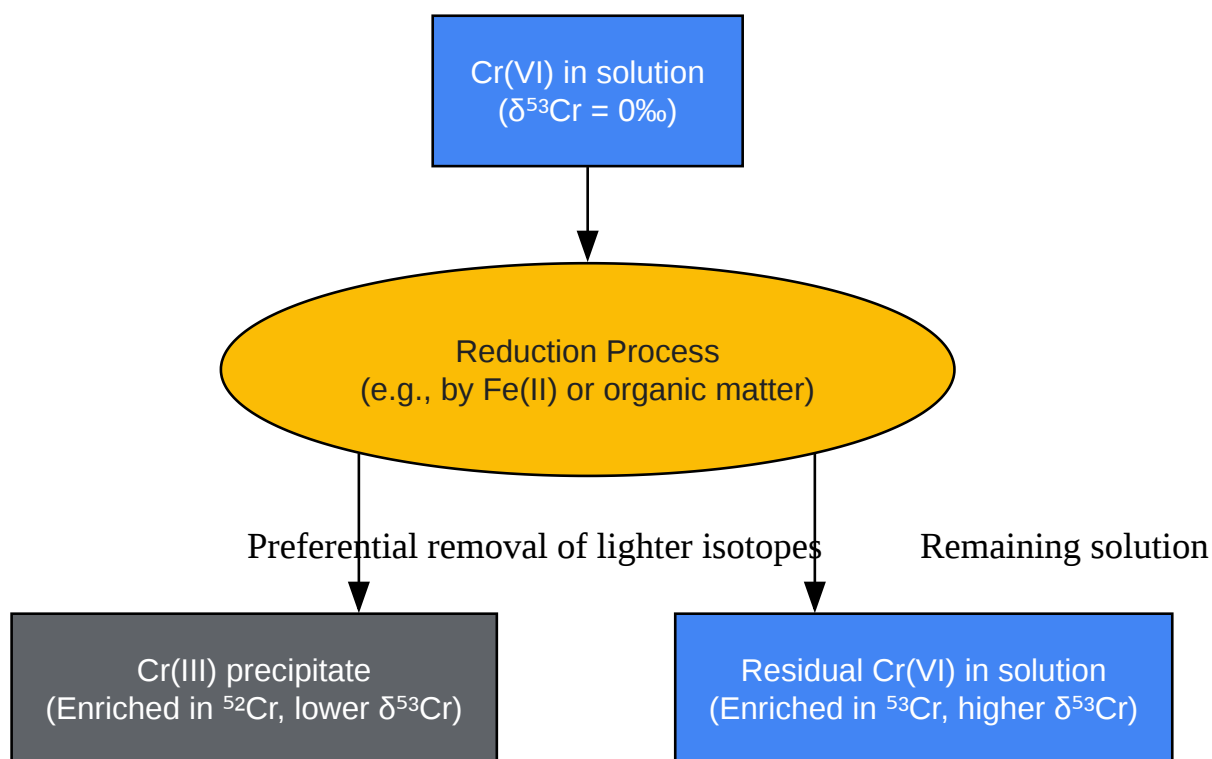 Cr(VI) in solution
(δ⁵³Cr = 0‰)
Reduction Process
(e.g., by Fe(II) or organic matter)
Preferential removal of lighter isotopes
Remaining solution
Cr(III) precipitate
(Enriched in ⁵²Cr, lower δ⁵³Cr)
Residual Cr(VI) in solution
(Enriched in ⁵³Cr, higher δ⁵³Cr)